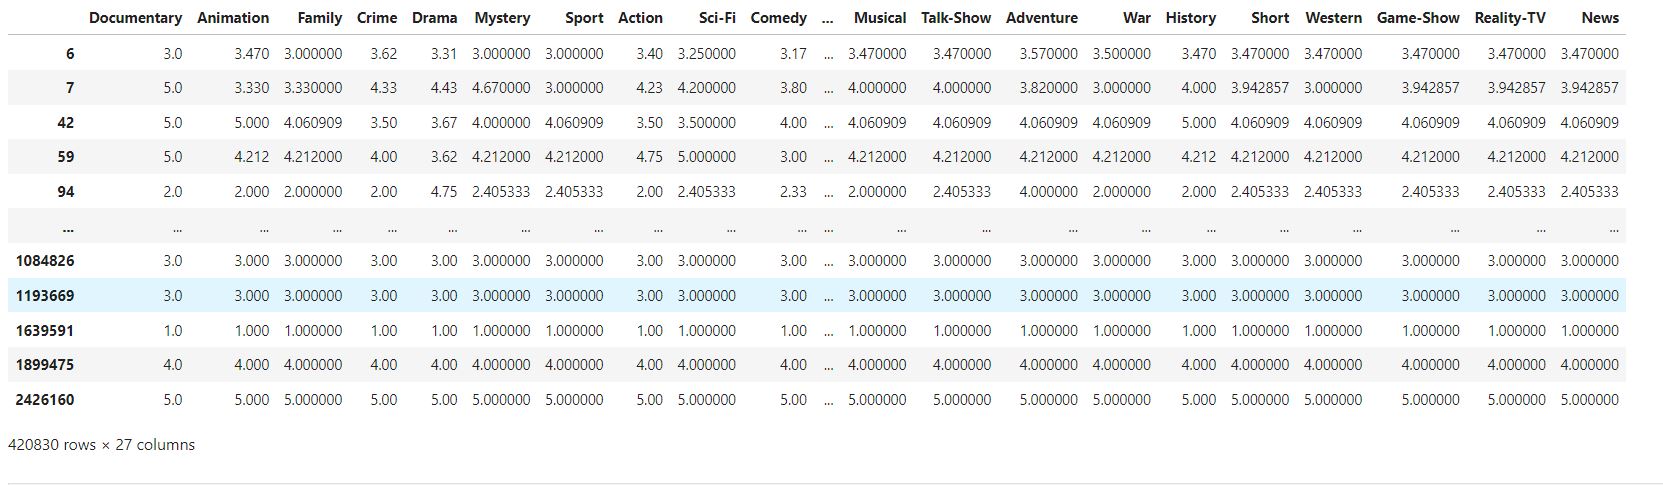 Documentary Animation Family Crime Drama Mystery Sport Action Sci-Fi Comedy ... Musical Talk-Show Adventure War History Short Western Game-Show Reality-TV News
6 3.0 3.470 3.000000 3.62 3.31 3.000000 3.000000 3.40 3.250000 3.17 ... 3.470000 3.470000 3.570000 3.500000 3.470 3.470000 3.470000 3.470000 3.470000 3.470000
7 5.0 3.330 3.330000 4.33 4.43 4.670000 3.000000 4.23 4.200000 3.80 ... 4.000000 4.000000 3.820000 3.000000 4.000 3.942857 3.000000 3.942857 3.942857 3.942857
42 5.0 5.000 4.060909 3.50 3.67 4.000000 4.060909 3.50 3.500000 4.00 ... 4.060909 4.060909 4.060909 4.060909 5.000 4.060909 4.060909 4.060909 4.060909 4.060909
59 5.0 4.212 4.212000 4.00 3.62 4.212000 4.212000 4.75 5.000000 3.00 ... 4.212000 4.212000 4.212000 4.212000 4.212 4.212000 4.212000 4.212000 4.212000 4.212000
94 2.0 2.000 2.000000 2.00 4.75 2.405333 2.405333 2.00 2.405333 2.33 ... 2.000000 2.405333 4.000000 2.000000 2.000 2.405333 2.405333 2.405333 2.405333 2.405333
... ... ... ... ... ... ... ... ... ... ... ... ... ... ... ... ... ... ... ... ... ...
1084826 3.0 3.000 3.000000 3.00 3.00 3.000000 3.000000 3.00 3.000000 3.00 ... 3.000000 3.000000 3.000000 3.000000 3.000 3.000000 3.000000 3.000000 3.000000 3.000000
1193669 3.0 3.000 3.000000 3.00 3.00 3.000000 3.000000 3.00 3.000000 3.00 ... 3.000000 3.000000 3.000000 3.000000 3.000 3.000000 3.000000 3.000000 3.000000 3.000000
1639591 1.0 1.000 1.000000 1.00 1.00 1.000000 1.000000 1.00 1.000000 1.00 ... 1.000000 1.000000 1.000000 1.000000 1.000 1.000000 1.000000 1.000000 1.000000 1.000000
1899475 4.0 4.000 4.000000 4.00 4.00 4.000000 4.000000 4.00 4.000000 4.00 ... 4.000000 4.000000 4.000000 4.000000 4.000 4.000000 4.000000 4.000000 4.000000 4.000000
2426160 5.0 5.000 5.000000 5.00 5.00 5.000000 5.000000 5.00 5.000000 5.00 ... 5.000000 5.000000 5.000000 5.000000 5.000 5.000000 5.000000 5.000000 5.000000 5.000000
420830 rows × 27 columns